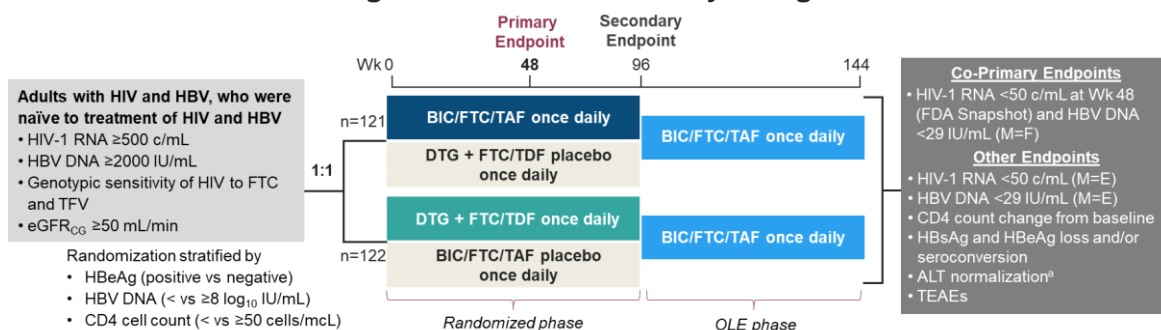 Primary
Endpoint
Secondary
Endpoint
Wk 0
48
96
144
Adults with HIV and HBV, who were
naïve to treatment of HIV and HBV
• HIV-1 RNA ≥500 c/mL
• HBV DNA ≥2000 IU/mL
• Genotypic sensitivity of HIV to FTC
and TFV
• eGFRCG ≥50 mL/min
Randomization stratified by
• HBeAg (positive vs negative)
• HBV DNA (< vs ≥8 log10 IU/mL)
• CD4 cell count (< vs ≥50 cells/mcL)
1:1
n=121
BIC/FTC/TAF once daily
DTG + FTC/TDF placebo
once daily
BIC/FTC/TAF once daily
n=122
DTG + FTC/TDF once daily
BIC/FTC/TAF placebo
once daily
BIC/FTC/TAF once daily
Randomized phase
OLE phase
Co-Primary Endpoints
• HIV-1 RNA <50 c/mL at Wk 48
(FDA Snapshot) and HBV DNA
<29 IU/mL (M=F)
Other Endpoints
• HIV-1 RNA <50 c/mL (M=E)
• HBV DNA <29 IU/mL (M=E)
• CD4 count change from baseline
• HBsAg and HBeAg loss and/or
seroconversion
• ALT normalizationa
• TEAEs